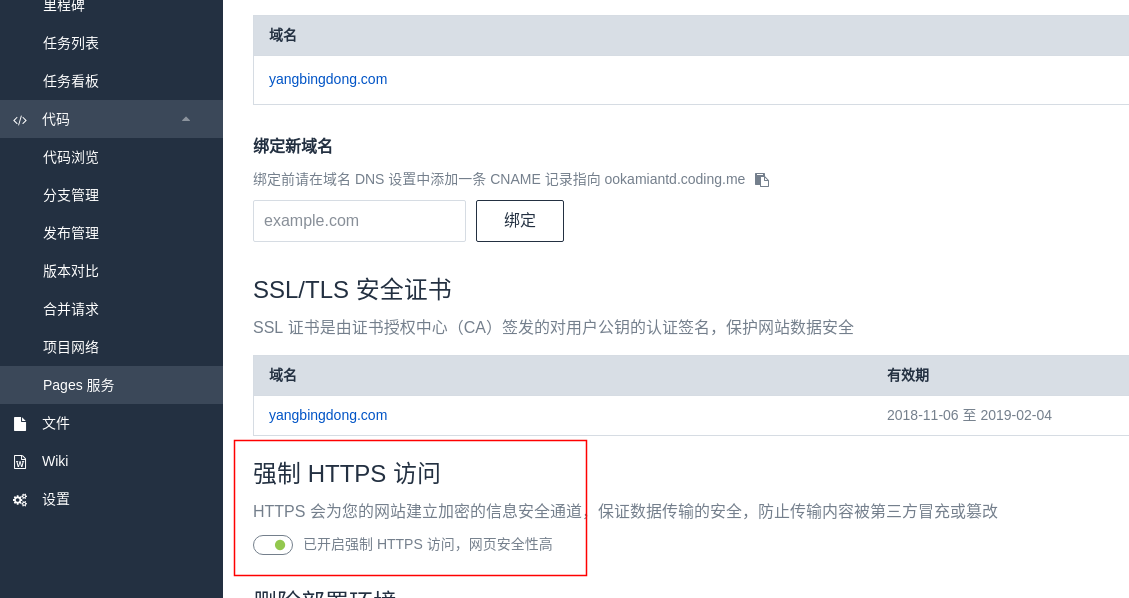 里程碑
任务列表
任务看板
代码
代码浏览
分支管理
发布管理
版本对比
合并请求
项目网络
Pages 服务
文件
Wiki
设置
域名
yangbingdong.com
绑定新域名
绑定前请在域名 DNS 设置中添加一条 CNAME 记录指向 ookamiantd.coding.me
example.com 绑定
SSL/TLS 安全证书
SSL 证书是由证书授权中心（CA）签发的对用户公钥的认证签名，保护网站数据安全
域名 有效期
yangbingdong.com 2018-11-06 至 2019-02-04
强制 HTTPS 访问
HTTPS 会为您的网站建立加密的信息安全通道，保证数据传输的安全，防止传输内容被第三方冒充或篡改
已开启强制 HTTPS 访问，网页安全性高
删除部署环境